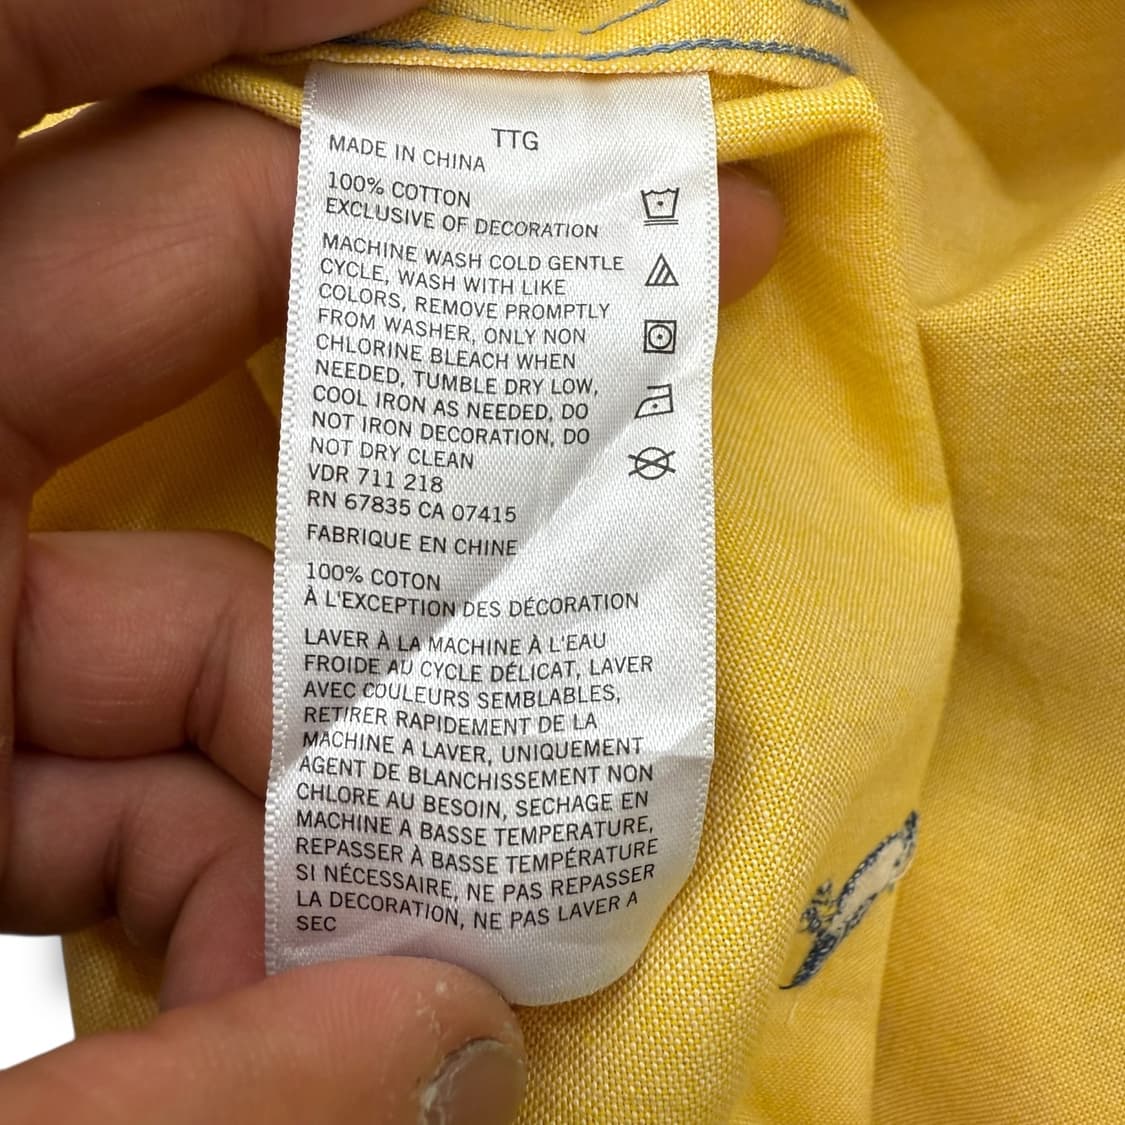 TTG
MADE IN CHINA
100% COTTON
EXCLUSIVE OF DECORATION
MACHINE WASH COLD GENTLE
CYCLE, WASH WITH LIKE
COLORS, REMOVE PROMPTLY
FROM WASHER, ONLY NON
CHLORINE BLEACH WHEN
NEEDED, TUMBLE DRY LOW,
COOL IRON AS NEEDED, DO
NOT IRON DECORATION, DO
NOT DRY CLEAN
VDR 711 218
RN 67835 CA 07415
FABRIQUE EN CHINE
100% COTON
À L'EXCEPTION DES DÉCORATION
LAVER À LA MACHINE À L'EAU
FROIDE AU CYCLE DÉLICAT, LAVER
AVEC COULEURS SEMBLABLES,
RETIRER RAPIDEMENT DE LA
MACHINE A LAVER, UNIQUEMENT
AGENT DE BLANCHISSEMENT NON
CHLORE AU BESOIN, SECHAGE EN
MACHINE A BASSE TEMPERATURE,
REPASSER À BASSE TEMPÉRATURE
SI NÉCESSAIRE, NE PAS REPASSER
LA DECORATION, NE PAS LAVER A
SEC